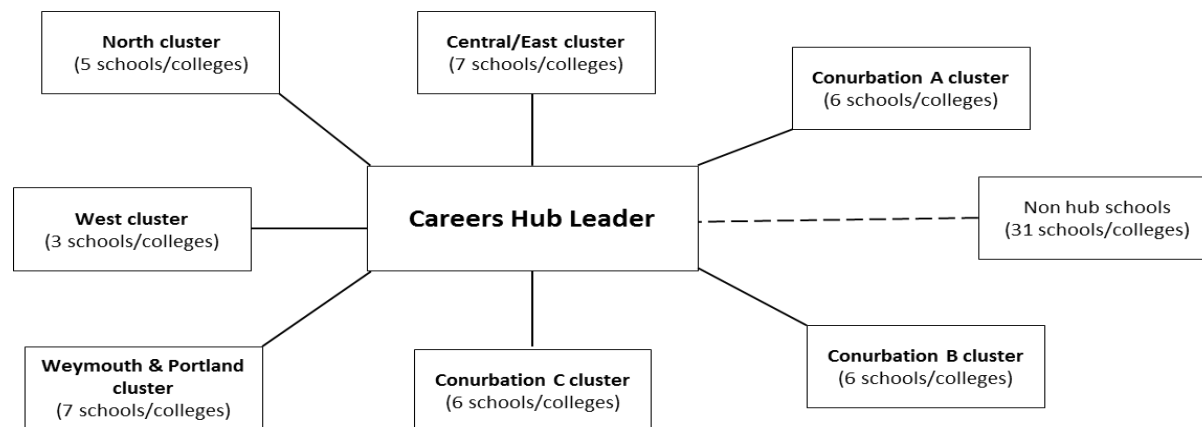 North cluster
(5 schools/colleges)
Central/East cluster
(7 schools/colleges)
Conurbation A cluster
(6 schools/colleges)
West cluster
(3 schools/colleges)
Careers Hub Leader
Non hub schools
(31 schools/colleges)
Weymouth & Portland
cluster
(7 schools/colleges)
Conurbation C cluster
(6 schools/colleges)
Conurbation B cluster
(6 schools/colleges)